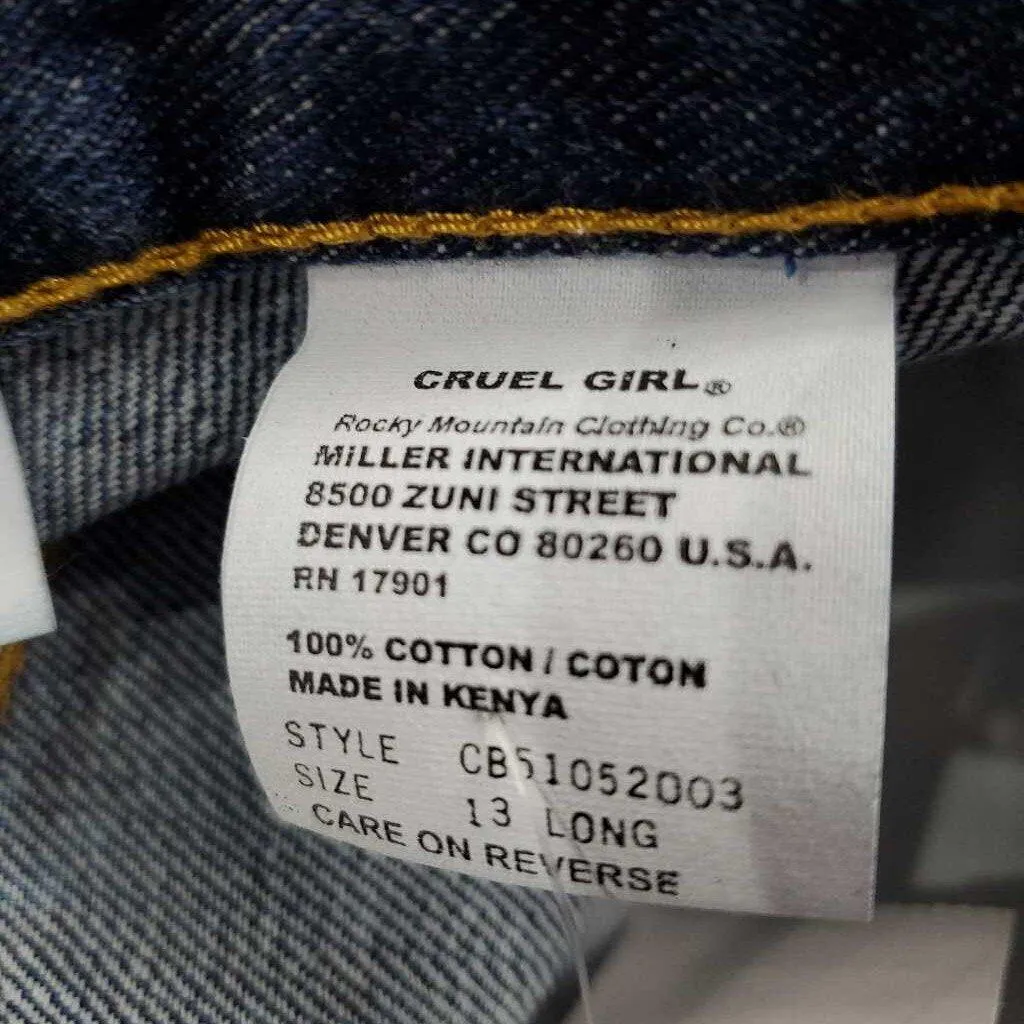 CRUEL GIRL®
Rocky Mountain Clothing Co.®
MILLER INTERNATIONAL
8500 ZUNI STREET
DENVER CO 80260 U.S.A.
RN 17901
100% COTTON / COTON
MADE IN KENYA
STYLE CB51052003
SIZE 13 LONG
CARE ON REVERSE